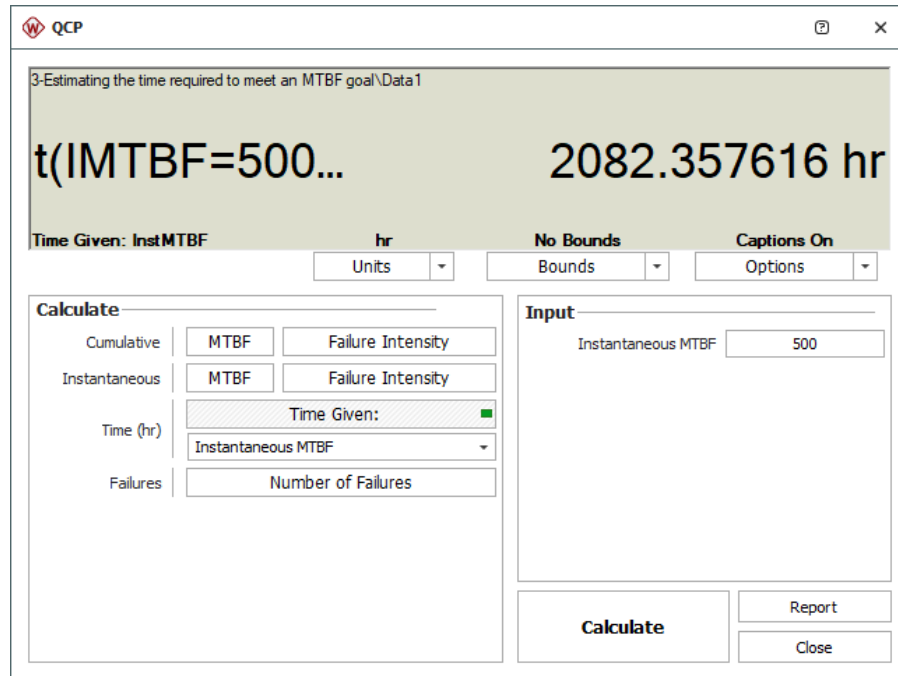 QCP
3-Estimating the time required to meet an MTBF goal\Data1
t(IMTBF=500... 2082.357616 hr
Time Given: InstMTBF hr No Bounds Captions On
Units Bounds Options
Calculate
Cumulative MTBF Failure Intensity
Instantaneous MTBF Failure Intensity
Time (hr) Time Given:
Instantaneous MTBF
Failures Number of Failures
Input
Instantaneous MTBF 500
Calculate
Report
Close